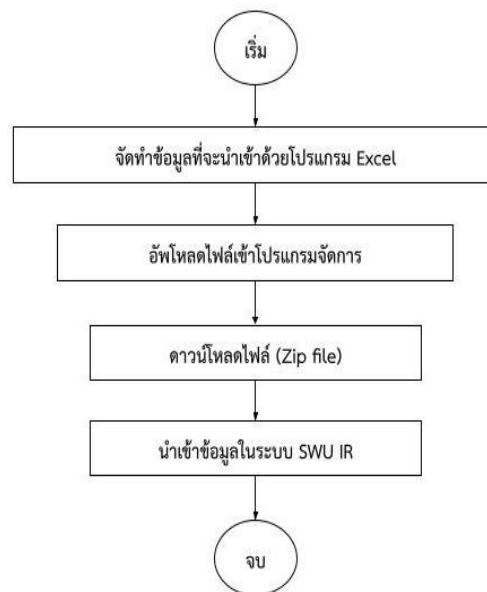 เริ่ม
จัดทำข้อมูลที่จะนำเข้าด้วยโปรแกรม Excel
อัพโหลดไฟล์เข้าโปรแกรมจัดการ
ดาวน์โหลดไฟล์ (Zip file)
นำเข้าข้อมูลในระบบ SWU IR
จบ